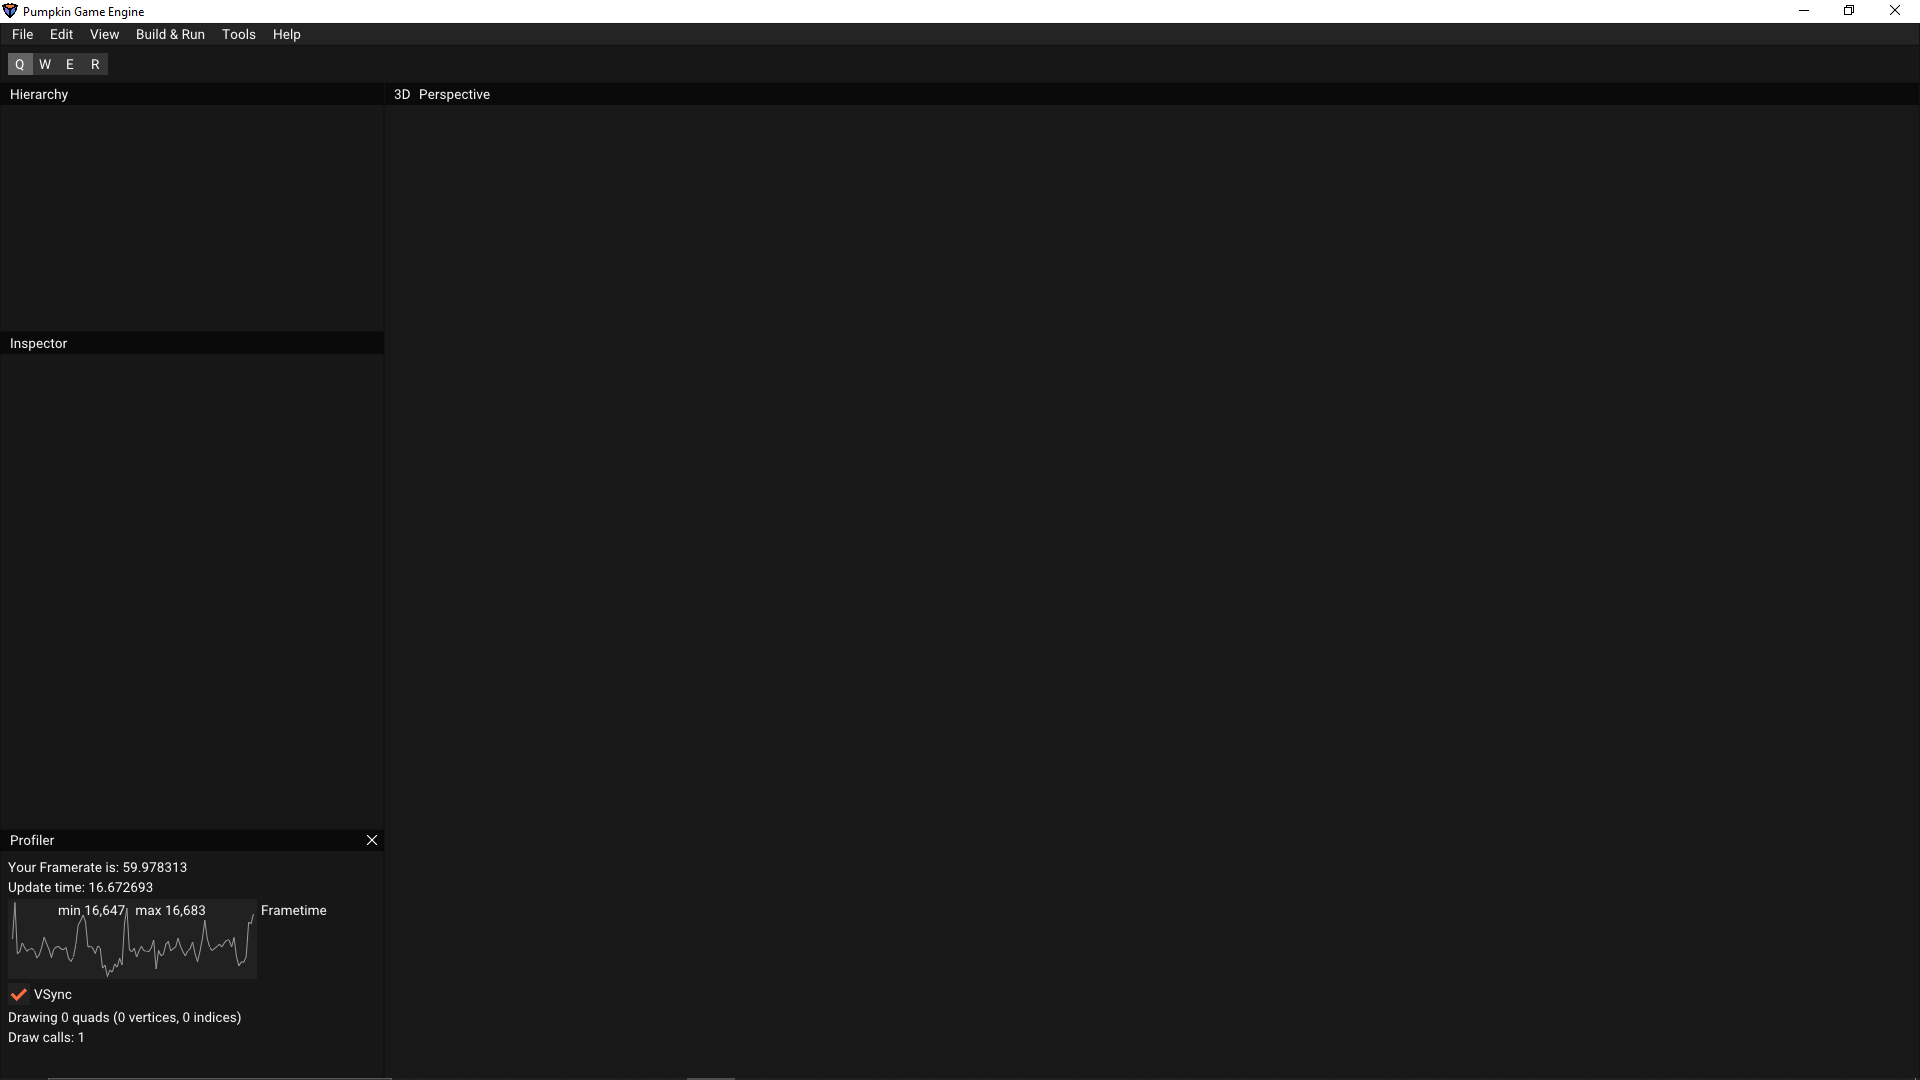 Pumpkin Game Engine
File Edit View Build & Run Tools Help
Q W E R
Hierarchy
3D Perspective
Inspector
Profiler
Your Framerate is: 59.978313
Update time: 16.672693
min 16,647 max 16,683 Frametime
VSync
Drawing 0 quads (0 vertices, 0 indices)
Draw calls: 1